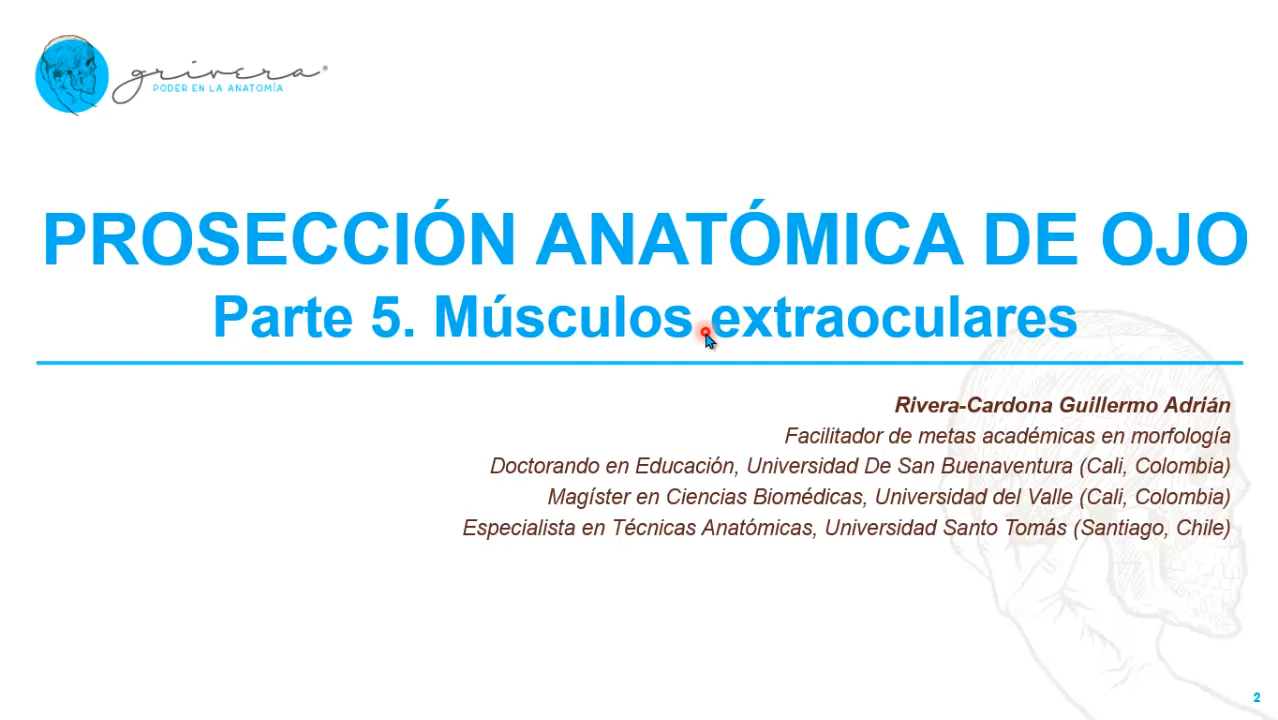 grivera®
PODER EN LA ANATOMÍA
PROSECCIÓN ANATÓMICA DE OJO
Parte 5. Músculos extraoculares
Rivera-Cardona Guillermo Adrián
Facilitador de metas académicas en morfología
Doctorando en Educación, Universidad De San Buenaventura (Cali, Colombia)
Magíster en Ciencias Biomédicas, Universidad del Valle (Cali, Colombia)
Especialista en Técnicas Anatómicas, Universidad Santo Tomás (Santiago, Chile)
2